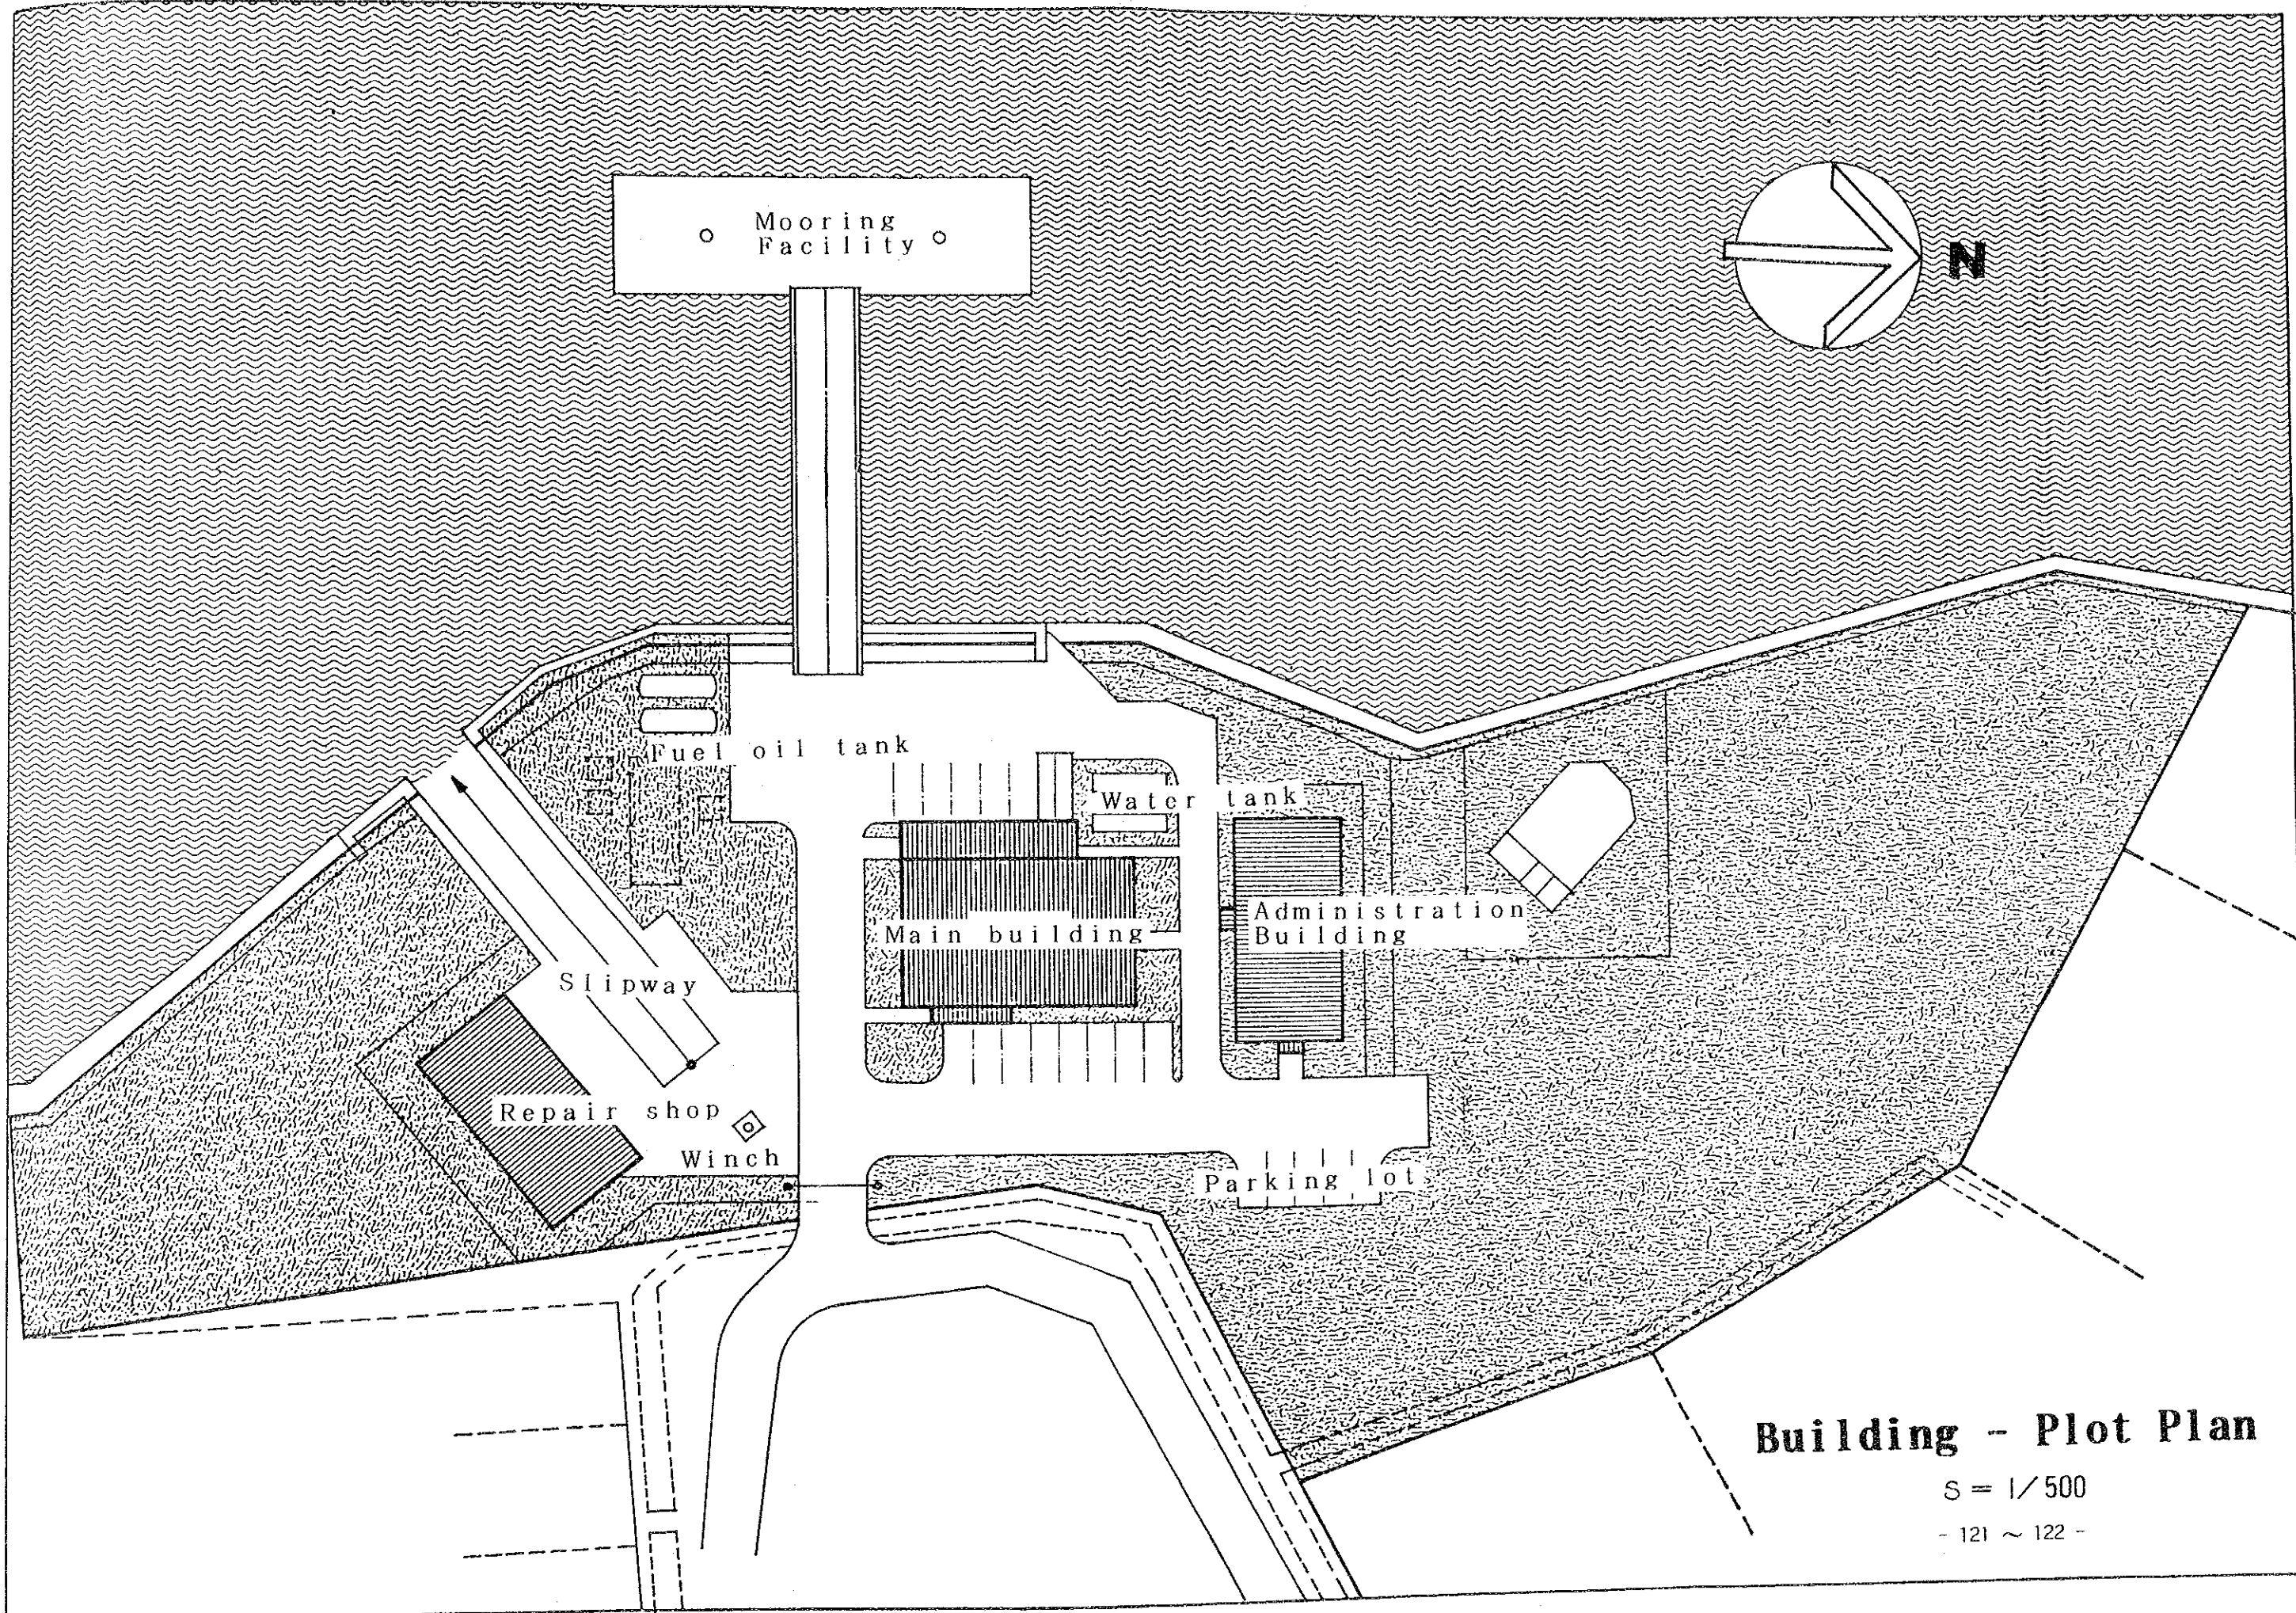 Mooring
Facility
N
Fuel oil tank
Water tank
Administration
Building
Main building
Slipway
Repair shop
Winch
Parking lot
Building - Plot Plan
S = 1/500
- 121 ~ 122 -